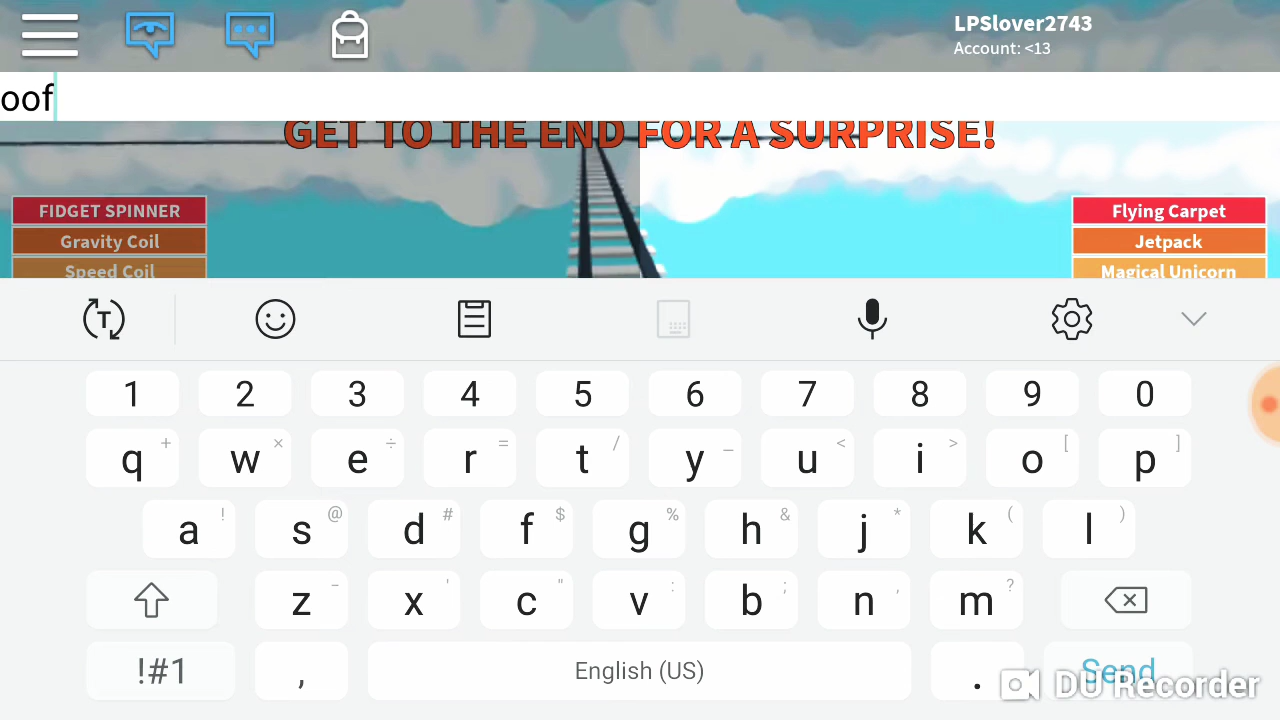 LPSlover2743
Account: <13
oof
GET TO THE END FOR A SURPRISE!
FIDGET SPINNER
Gravity Coil
Speed Coil
Flying Carpet
Jetpack
Magical Unicorn
T
1 2 3 4 5 6 7 8 9 0
q + w × e ÷ r = t / y _ u < i > o [ p ]
a ! s @ d # f $ g % h & j * k ( l )
z - x ' c " v : b ; n , m ?
!#1 , English (US) . Send
DU Recorder